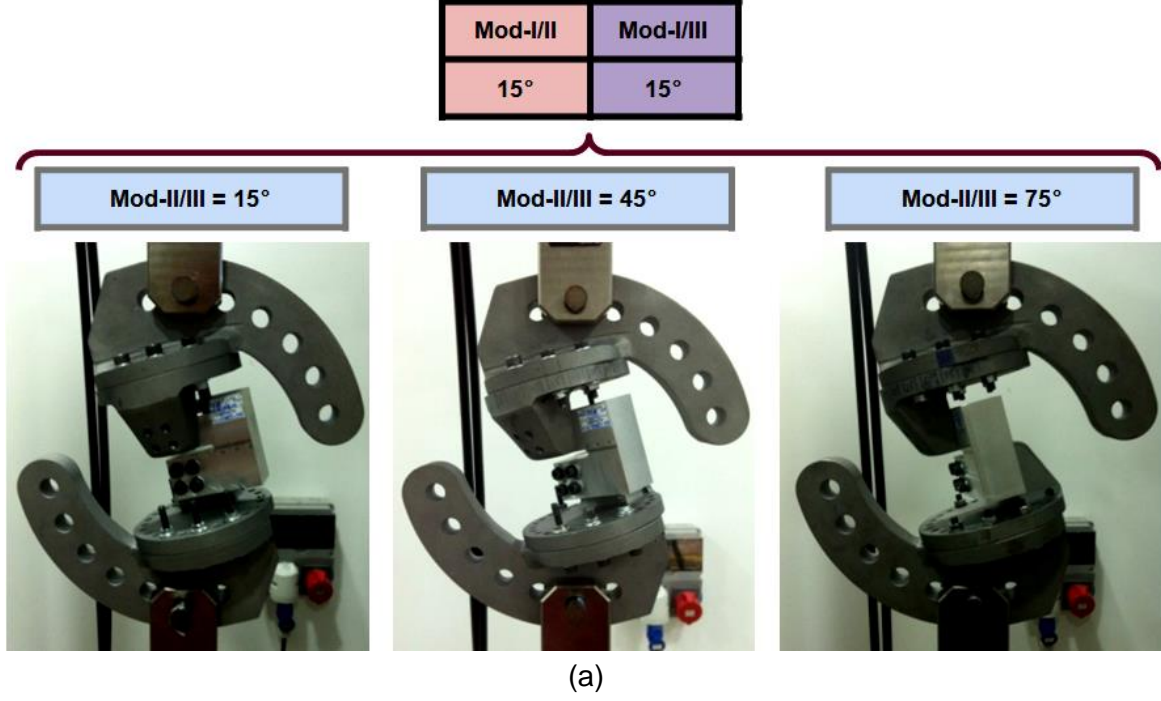 Mod-I/II Mod-I/III
15° 15°
Mod-II/III = 15° Mod-II/III = 45° Mod-II/III = 75°
(a)